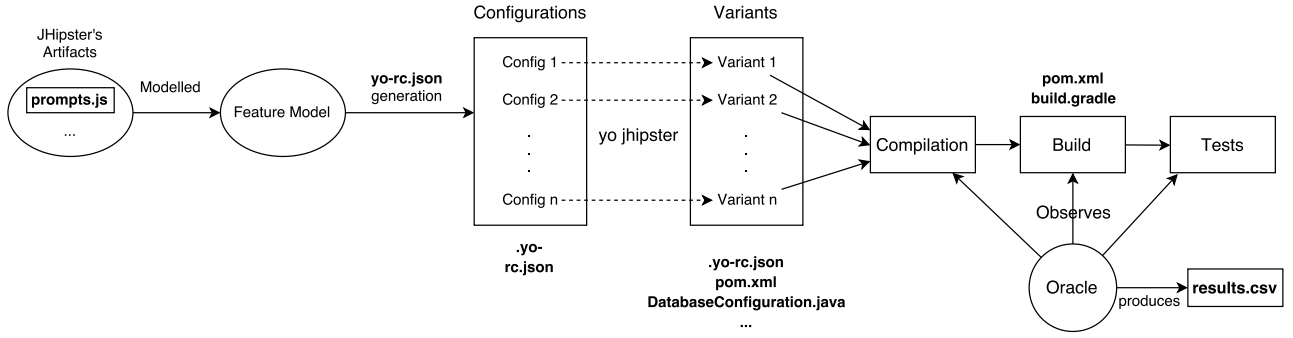 JHipster's
Artifacts
prompts.js
...
Modelled
Feature Model
yo-rc.json
generation
Configurations
Config 1
Config 2
.
.
.
Config n
.yo-
rc.json
yo jhipster
Variants
Variant 1
Variant 2
.
.
.
Variant n
.yo-rc.json
pom.xml
DatabaseConfiguration.java
...
Compilation
pom.xml
build.gradle
Build
Tests
Observes
Oracle
produces
results.csv